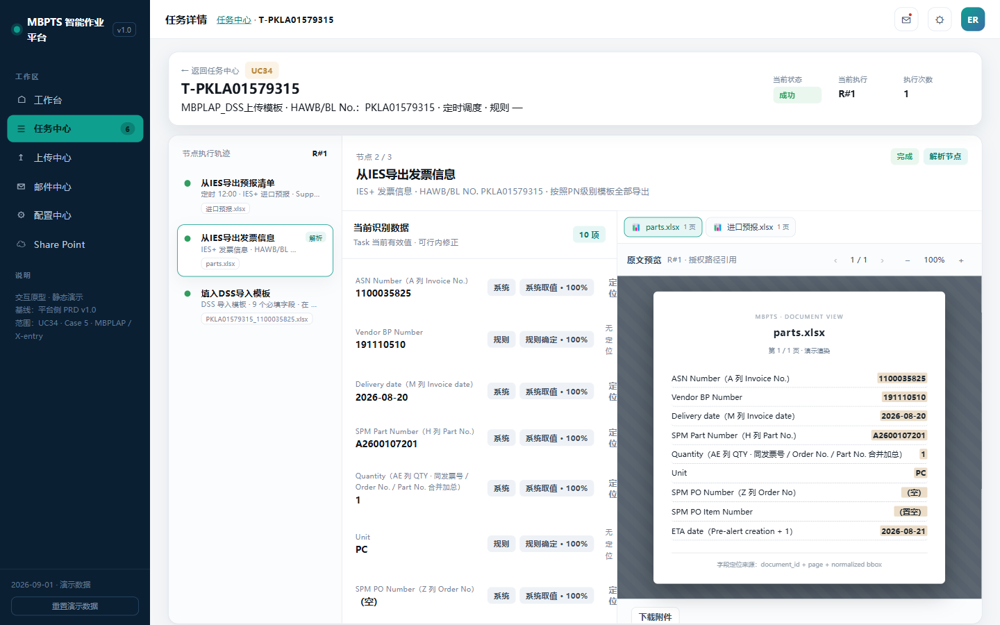 MBPTS 智能作业平台
v1.0
工作区
工作台
任务中心
6
上传中心
邮件中心
配置中心
Share Point
说明
交互原型 · 静态演示
基线：平台侧 PRD v1.0
范围：UC34 · Case 5 · MBPLAP /
X-entry
2026-09-01 · 演示数据
重置演示数据
任务详情
任务中心 · T-PKLA01579315
ER
← 返回任务中心
UC34
T-PKLA01579315
MBPLAP_DSS上传模板 · HAWB/BL No.：PKLA01579315 · 定时调度 · 规则 —
当前状态
成功
当前执行
R#1
执行次数
1
节点执行轨迹
R#1
从IES导出预报清单
定时 12:00 · IES+ 进口预报 · Supp...
进口预报.xlsx
从IES导出发票信息
解析
IES+ 发票信息 · HAWB/BL ...
parts.xlsx
填入DSS导入模板
DSS 导入模板 · 9 个必填字段 · 在 ...
PKLA01579315_1100035825.xlsx
节点 2 / 3
从IES导出发票信息
IES+ 发票信息 · HAWB/BL NO. PKLA01579315 · 按照PN级别模板全部导出
完成
解析节点
当前识别数据
Task 当前有效值 · 可行内修正
10 项
ASN Number（A 列 Invoice No.）
1100035825
系统
系统取值 • 100%
定位
Vendor BP Number
191110510
规则
规则确定 • 100%
无定位
Delivery date（M 列 Invoice date）
2026-08-20
系统
系统取值 • 100%
定位
SPM Part Number（H 列 Part No.）
A2600107201
系统
系统取值 • 100%
定位
Quantity（AE 列 QTY · 同发票号 /
Order No. / Part No. 合并加总）
1
系统
系统取值 • 100%
定位
Unit
PC
规则
规则确定 • 100%
无定位
SPM PO Number（Z 列 Order No）
（空）
系统
系统取值 • 100%
定位
parts.xlsx 1 页
进口预报.xlsx 1 页
原文预览 R#1 · 授权路径引用
‹ 1 / 1 ›
− 100% +
MBPTS · DOCUMENT VIEW
parts.xlsx
第 1 / 1 页 · 演示渲染
ASN Number（A 列 Invoice No.） 1100035825
Vendor BP Number 191110510
Delivery date（M 列 Invoice date） 2026-08-20
SPM Part Number（H 列 Part No.） A2600107201
Quantity（AE 列 QTY · 同发票号 / Order No. / Part No. 合并加总） 1
Unit PC
SPM PO Number（Z 列 Order No） （空）
SPM PO Item Number （置空）
ETA date（Pre-alert creation + 1） 2026-08-21
字段定位来源：document_id + page + normalized bbox
下载附件